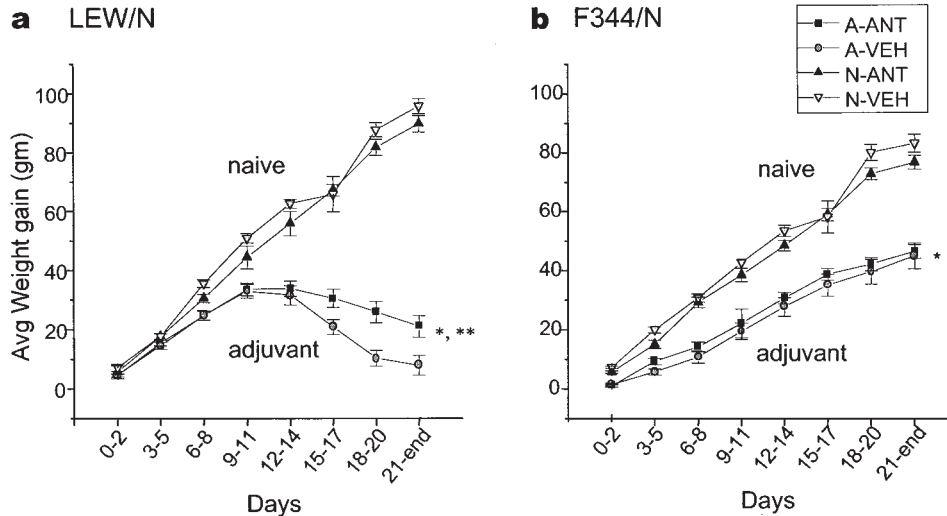 a LEW/N
Avg Weight gain (gm)
100
80
60
40
20
0
naive
adjuvant
*, **
0-2
3-5
6-8
9-11
12-14
15-17
18-20
21-end
Days
b F344/N
A-ANT
A-VEH
N-ANT
N-VEH
100
80
60
40
20
0
naive
adjuvant
*
0-2
3-5
6-8
9-11
12-14
15-17
18-20
21-end
Days